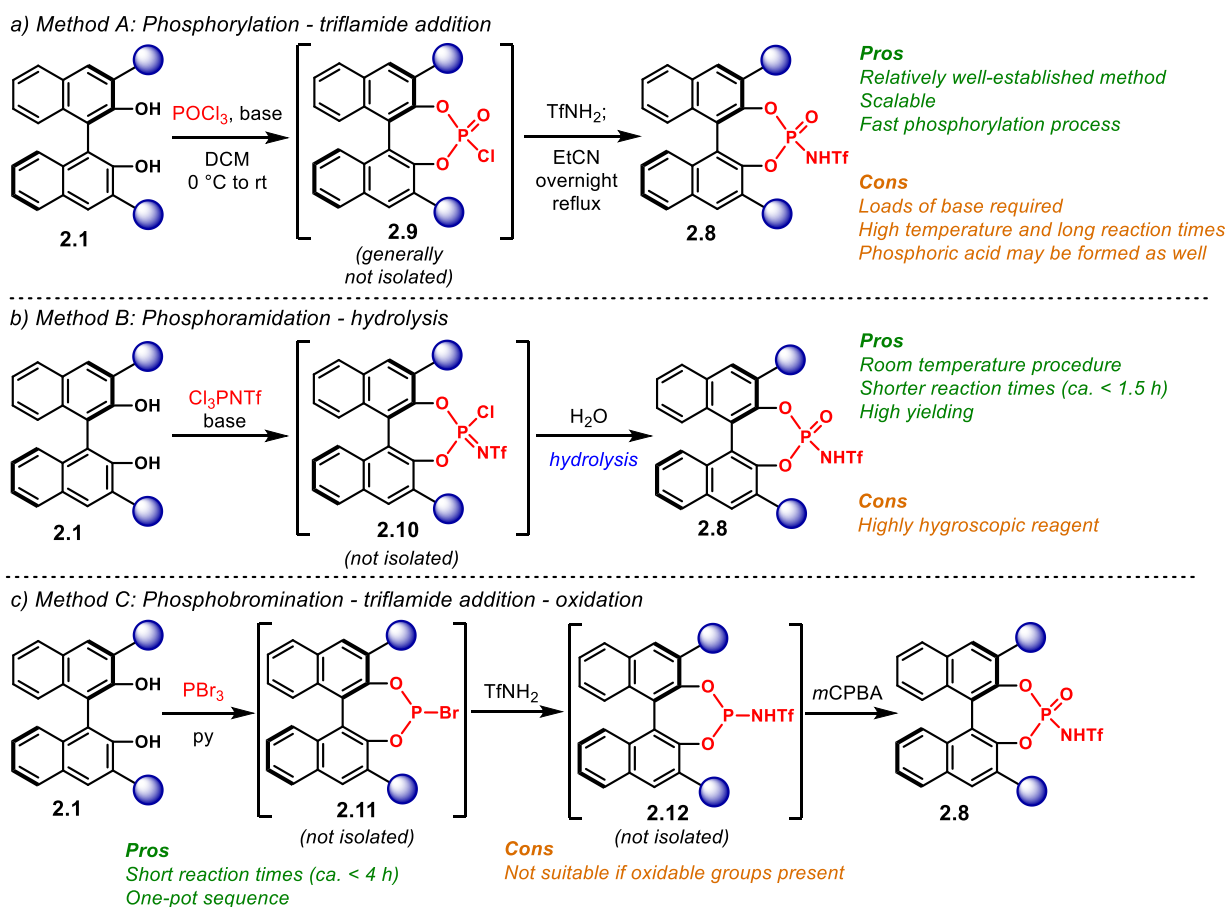 a) Method A: Phosphorylation - triflamide addition
OH
OH
2.1
POCl3, base
DCM
0 °C to rt
O
O
P
O
Cl
2.9
(generally
not isolated)
TfNH2;
EtCN
overnight
reflux
O
O
P
O
NHTf
2.8
Pros
Relatively well-established method
Scalable
Fast phosphorylation process
Cons
Loads of base required
High temperature and long reaction times
Phosphoric acid may be formed as well
b) Method B: Phosphoramidation - hydrolysis
OH
OH
2.1
Cl3PNTf
base
O
O
P
Cl
NTf
2.10
(not isolated)
H2O
hydrolysis
O
O
P
O
NHTf
2.8
Pros
Room temperature procedure
Shorter reaction times (ca. < 1.5 h)
High yielding
Cons
Highly hygroscopic reagent
c) Method C: Phosphobromination - triflamide addition - oxidation
OH
OH
2.1
PBr3
py
O
O
P
Br
2.11
(not isolated)
TfNH2
O
O
P
NHTf
2.12
(not isolated)
mCPBA
O
O
P
O
NHTf
2.8
Pros
Short reaction times (ca. < 4 h)
One-pot sequence
Cons
Not suitable if oxidable groups present